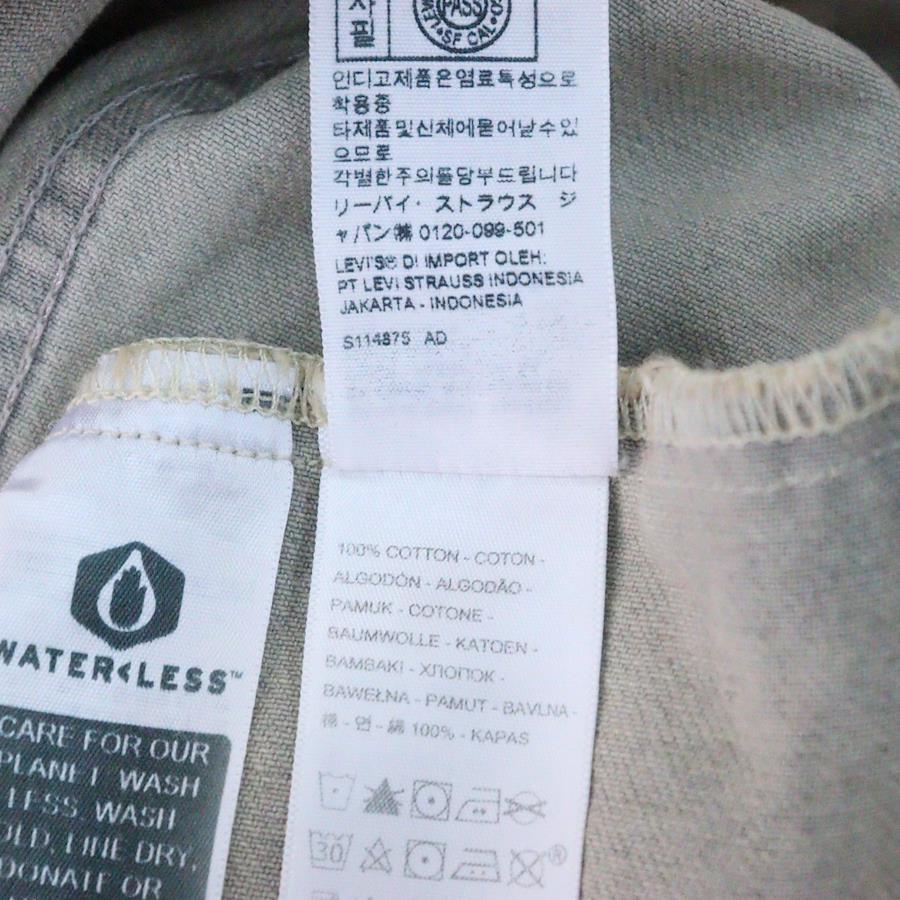 자
필
PASS
SF CAL
인디고제품은염료특성으로
착용중
타제품및신체에묻어날수있
으므로
각별한주의를당부드립니다
リーバイ・ストラウス ジ
ャパン㈱ 0120-099-501
LEVI'S® DI IMPORT OLEH:
PT LEVI STRAUSS INDONESIA
JAKARTA - INDONESIA
S114875 AD
100% COTTON - COTON -
ALGODÓN - ALGODÃO -
PAMUK - COTONE -
BAUMWOLLE - KATOEN -
BAMBAKI - ХЛОПОК -
BAWEŁNA - PAMUT - BAVLNA -
棉 - 면 - 綿 100% - KAPAS
30
®
WATER<LESS™
CARE FOR OUR
PLANET WASH
LESS, WASH
OLD, LINE DRY,
DONATE OR